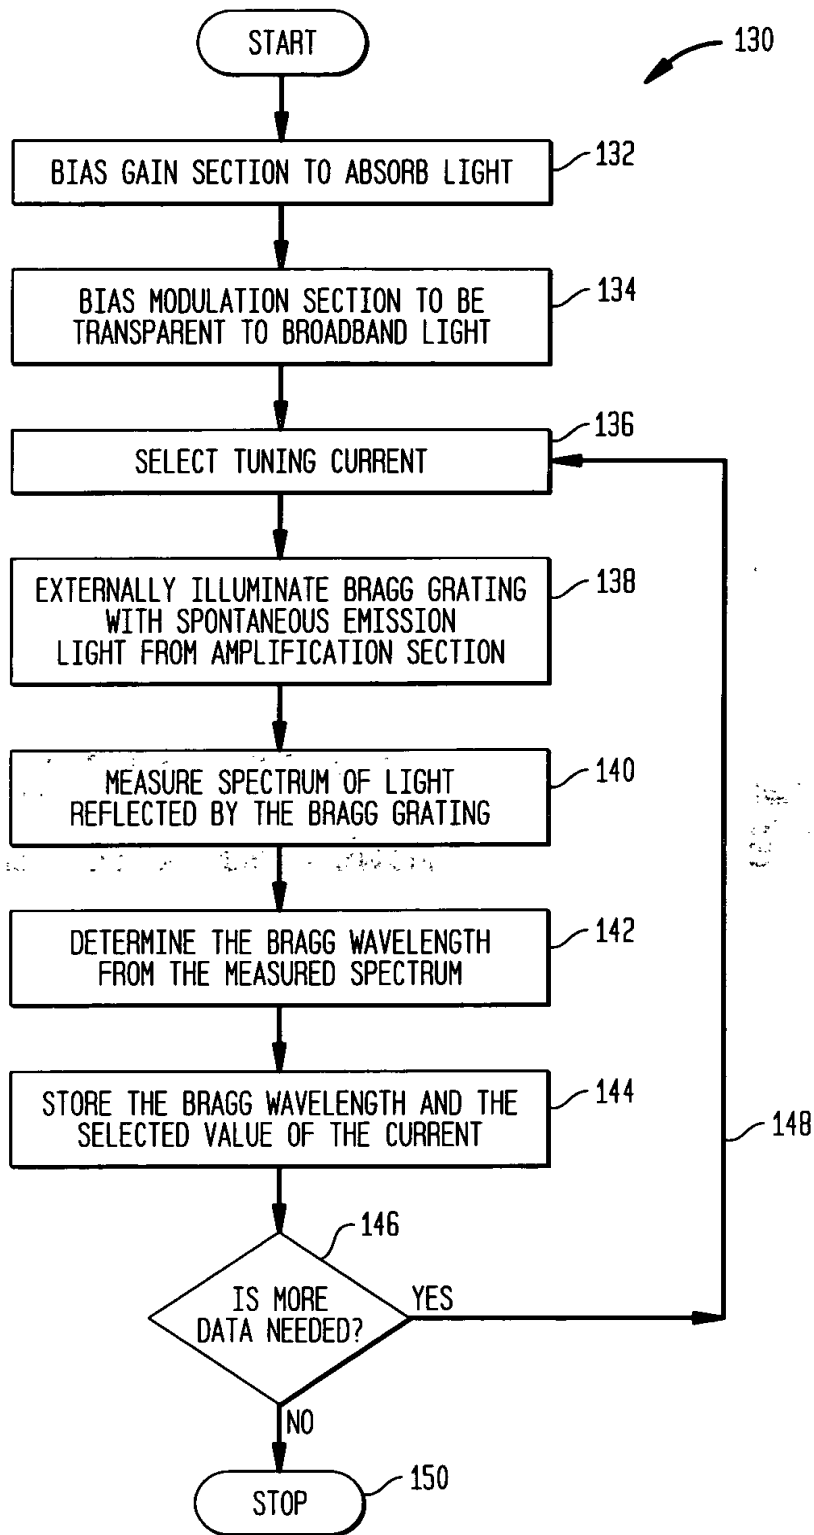 START
130
BIAS GAIN SECTION TO ABSORB LIGHT
132
BIAS MODULATION SECTION TO BE
TRANSPARENT TO BROADBAND LIGHT
134
SELECT TUNING CURRENT
136
EXTERNALLY ILLUMINATE BRAGG GRATING
WITH SPONTANEOUS EMISSION
LIGHT FROM AMPLIFICATION SECTION
138
MEASURE SPECTRUM OF LIGHT
REFLECTED BY THE BRAGG GRATING
140
DETERMINE THE BRAGG WAVELENGTH
FROM THE MEASURED SPECTRUM
142
STORE THE BRAGG WAVELENGTH AND THE
SELECTED VALUE OF THE CURRENT
144
148
146
IS MORE
DATA NEEDED?
YES
NO
STOP
150